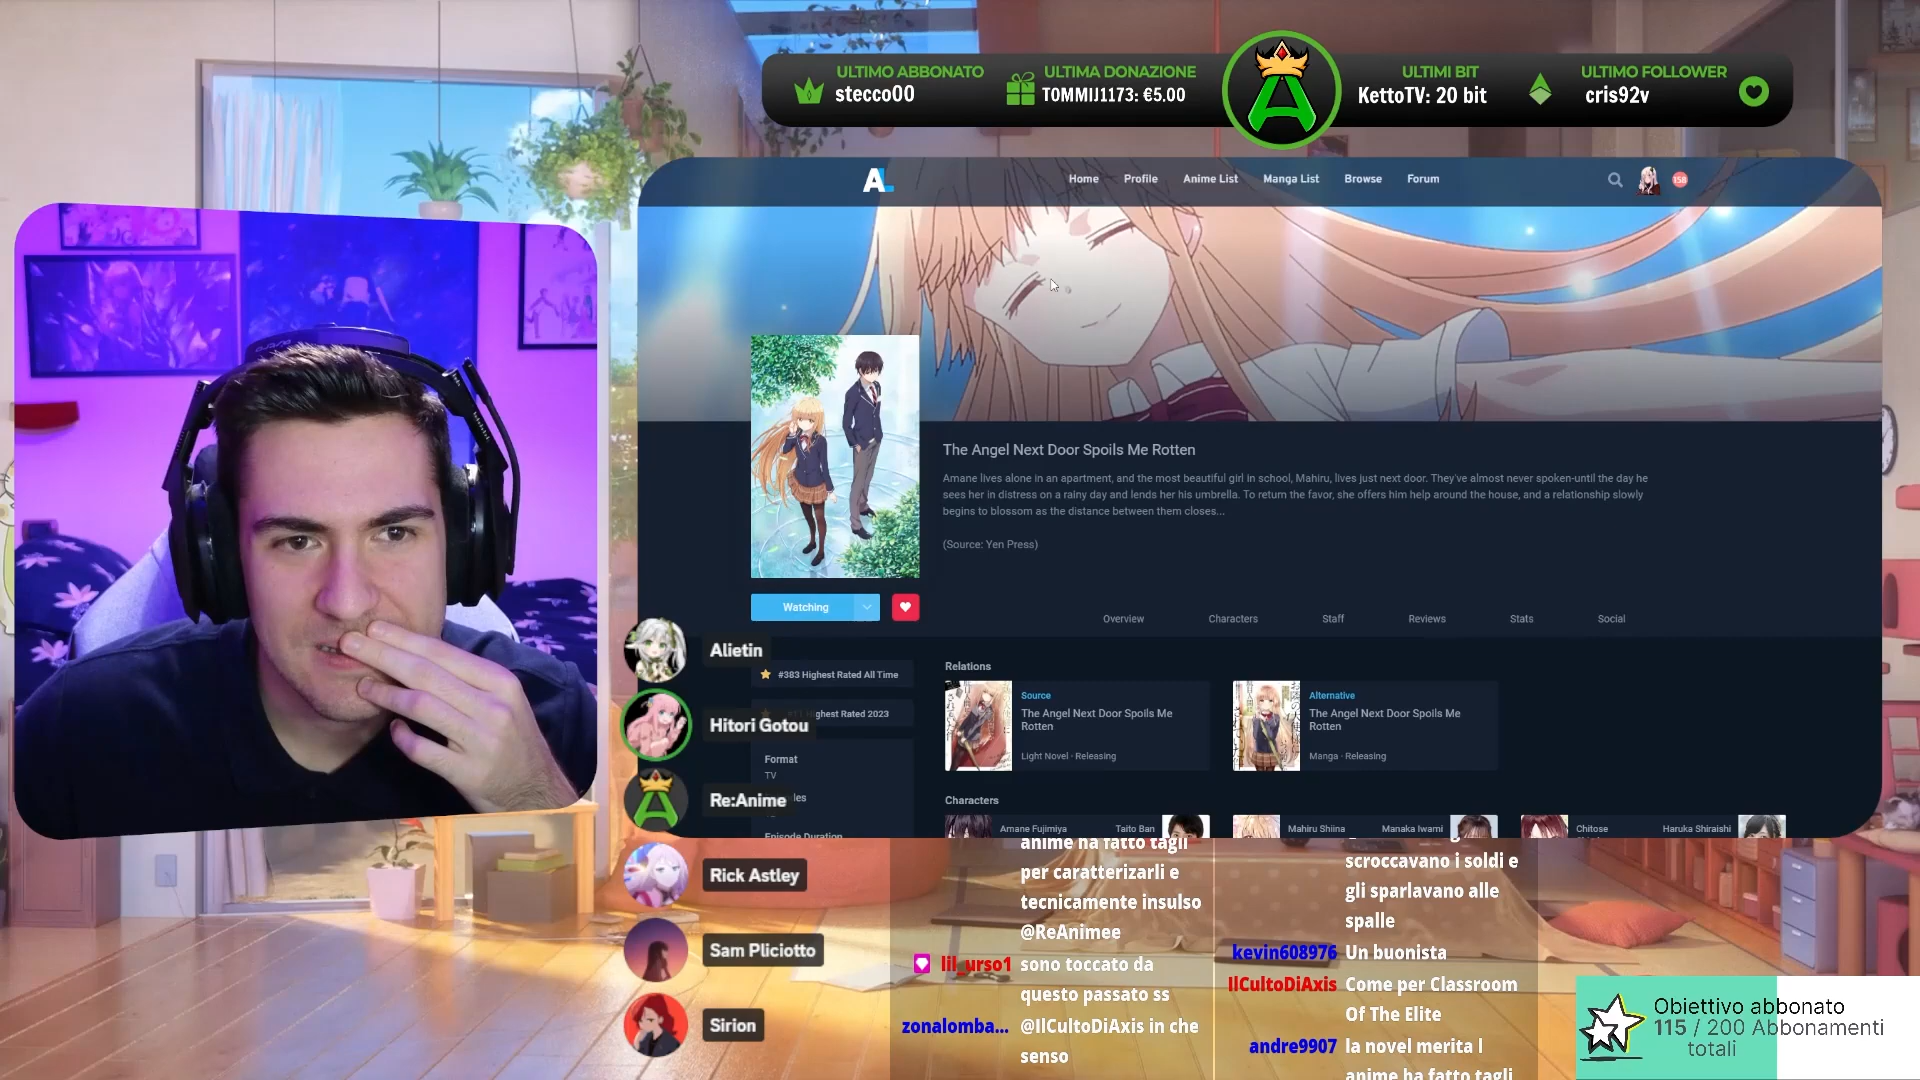 ULTIMO ABBONATO
stecco00
ULTIMA DONAZIONE
TOMMIJ1173: €5.00
ULTIMI BIT
KettoTV: 20 bit
ULTIMO FOLLOWER
cris92v
Home
Profile
Anime List
Manga List
Browse
Forum
158
The Angel Next Door Spoils Me Rotten
Amane lives alone in an apartment, and the most beautiful girl in school, Mahiru, lives just next door. They've almost never spoken-until the day he
sees her in distress on a rainy day and lends her his umbrella. To return the favor, she offers him help around the house, and a relationship slowly
begins to blossom as the distance between them closes...
(Source: Yen Press)
Watching
Overview
Characters
Staff
Reviews
Stats
Social
#383 Highest Rated All Time
Highest Rated 2023
Format
TV
Episode Duration
Relations
Source
The Angel Next Door Spoils Me
Rotten
Light Novel · Releasing
Alternative
The Angel Next Door Spoils Me
Rotten
Manga · Releasing
Characters
Amane Fujimiya
Taito Ban
Mahiru Shiina
Manaka Iwami
Chitose
Haruka Shiraishi
Alietin
Hitori Gotou
Re:Anime
Rick Astley
Sam Pliciotto
Sirion
anime ha fatto tagli
per caratterizarli e
tecnicamente insulso
@ReAnimee
lil_urso1 sono toccato da
questo passato ss
zonalomba... @IlCultoDiAxis in che
senso
scroccavano i soldi e
gli sparlavano alle
spalle
kevin608976 Un buonista
IlCultoDiAxis Come per Classroom
Of The Elite
andre9907 la novel merita l
anime ha fatto tagli
Obiettivo abbonato
115 / 200 Abbonamenti
totali